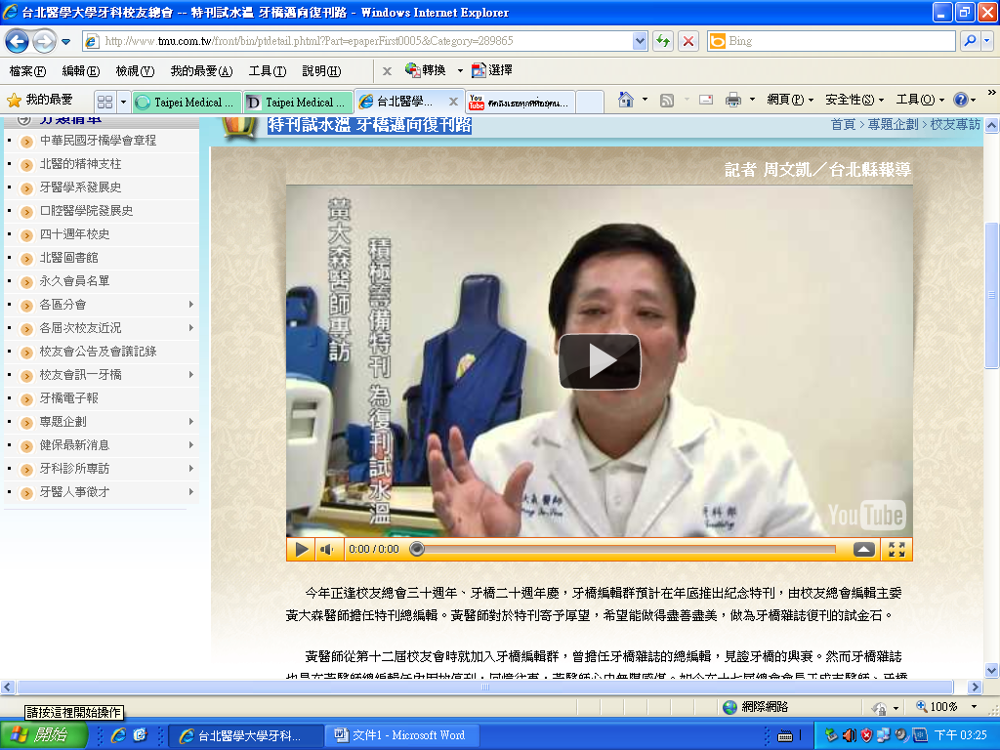 台北醫學大學牙科校友總會 -- 特刊試水溫 牙橋邁向復刊路 - Windows Internet Explorer
http://www.tmu.com.tw/front/bin/ptdetail.phtml?Part=epaperFirst0005&Category=289865
Bing
檔案(F) 編輯(E) 檢視(V) 我的最愛(A) 工具(T) 說明(H) x 轉換 選擇
我的最愛 Taipei Medical ... Taipei Medical ... 台北醫學... x 網頁(P) 安全性(S) 工具(O) »
分類清單
中華民國牙橋學會章程
北醫的精神支柱
牙醫學系發展史
口腔醫學院發展史
四十週年校史
北醫圖書館
永久會員名單
各區分會
各屆次校友近況
校友會公告及會議記錄
校友會訊－牙橋
牙橋電子報
專題企劃
健保最新消息
牙科診所專訪
牙醫人事徵才
特刊試水溫 牙橋邁向復刊路
首頁 > 專題企劃 > 校友專訪
記者 周文凱／台北縣報導
黃大森醫師專訪
積極籌備特刊 為復刊試水溫
大森醫師
牙科部
YouTube
0:00 / 0:00
今年正逢校友總會三十週年、牙橋二十週年慶，牙橋編輯群預計在年底推出紀念特刊，由校友總會編輯主委
黃大森醫師擔任特刊總編輯。黃醫師對於特刊寄予厚望，希望能做得盡善盡美，做為牙橋雜誌復刊的試金石。
黃醫師從第十二屆校友會時就加入牙橋編輯群，曾擔任牙橋雜誌的總編輯，見證牙橋的興衰。然而牙橋雜誌
網際網路 100%
請按這裡開始操作
開始 台北醫學大學牙科... 文件1 - Microsoft Word 下午 03:25